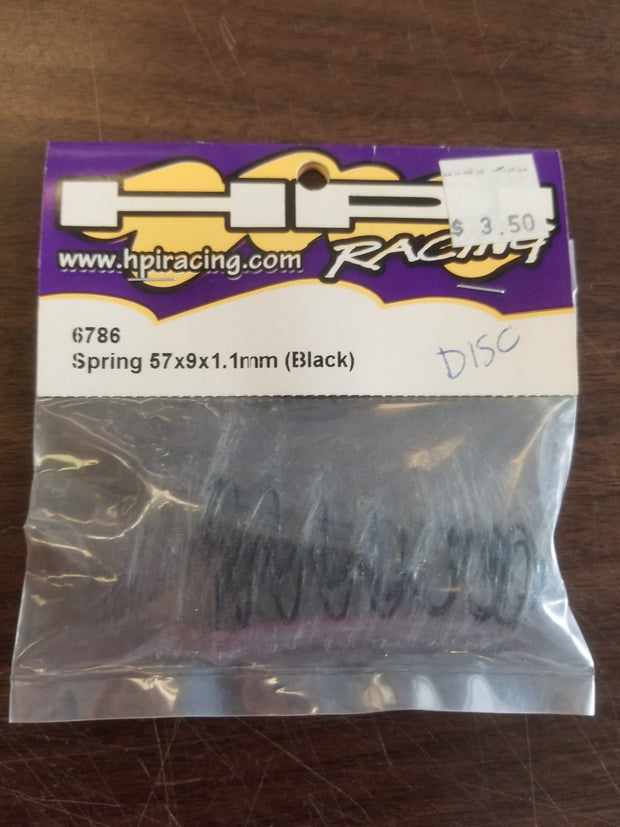 HPI
$ 3.50
RACING
www.hpiracing.com
6786
Spring 57x9x1.1mm (Black)
DISC